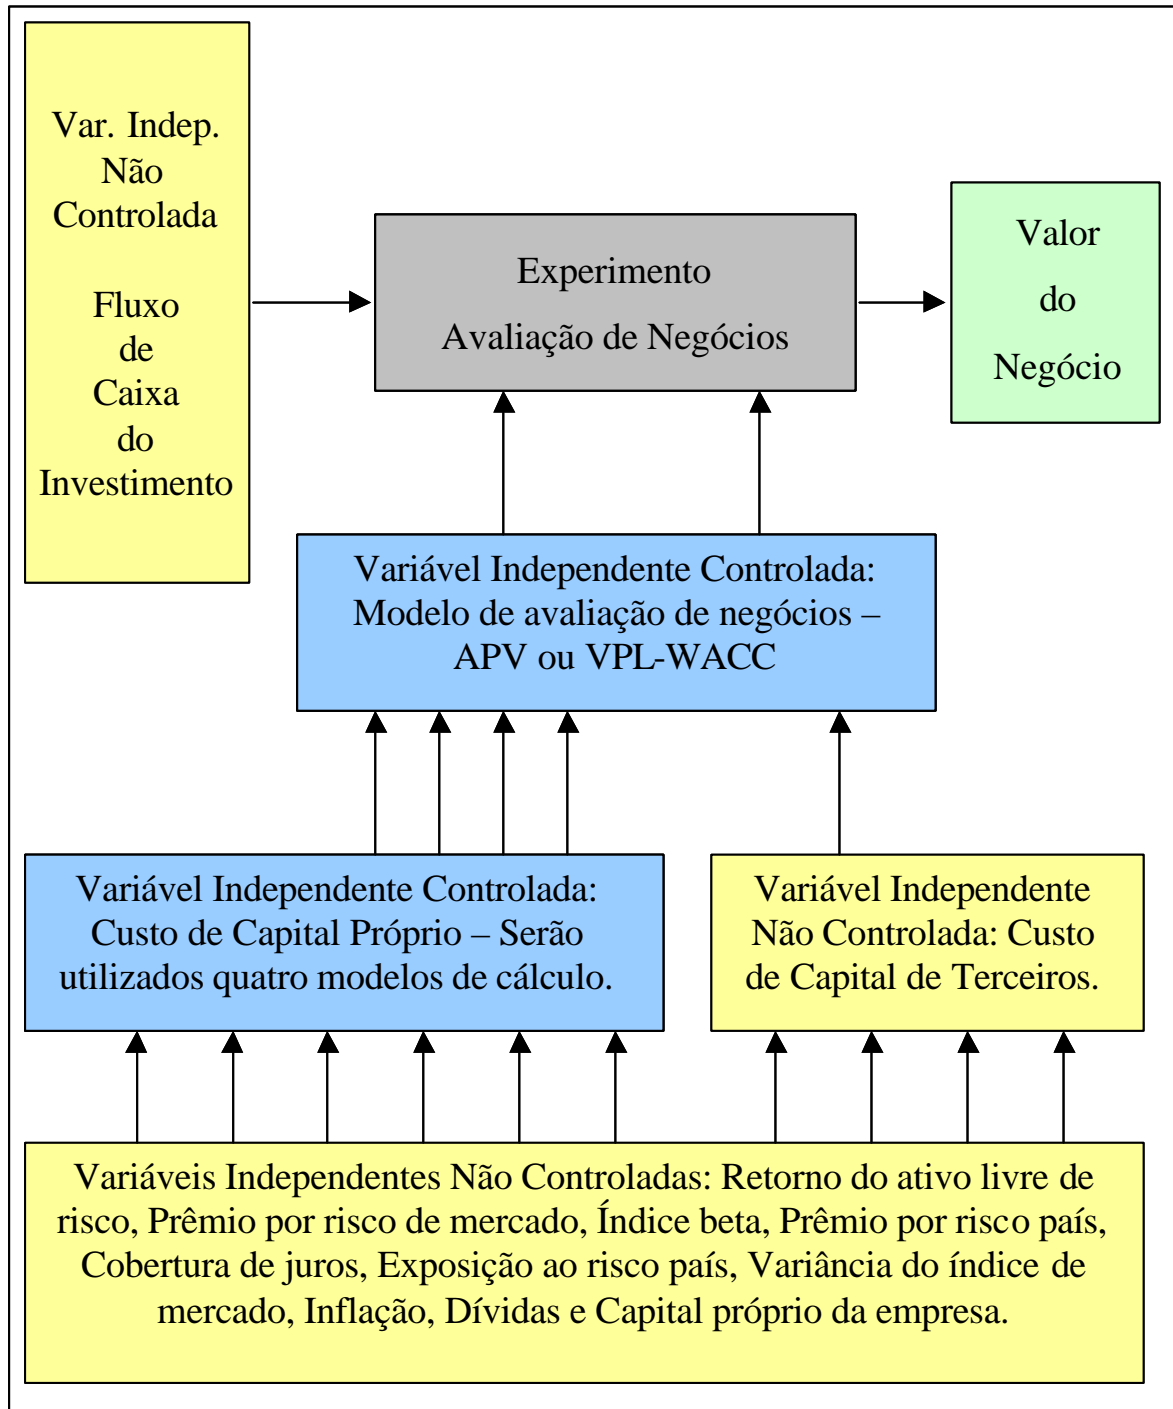 Var. Indep.
Não
Controlada
Fluxo
de
Caixa
do
Investimento
Experimento
Avaliação de Negócios
Valor
do
Negócio
Variável Independente Controlada:
Modelo de avaliação de negócios –
APV ou VPL-WACC
Variável Independente Controlada:
Custo de Capital Próprio – Serão
utilizados quatro modelos de cálculo.
Variável Independente
Não Controlada: Custo
de Capital de Terceiros.
Variáveis Independentes Não Controladas: Retorno do ativo livre de
risco, Prêmio por risco de mercado, Índice beta, Prêmio por risco país,
Cobertura de juros, Exposição ao risco país, Variância do índice de
mercado, Inflação, Dívidas e Capital próprio da empresa.